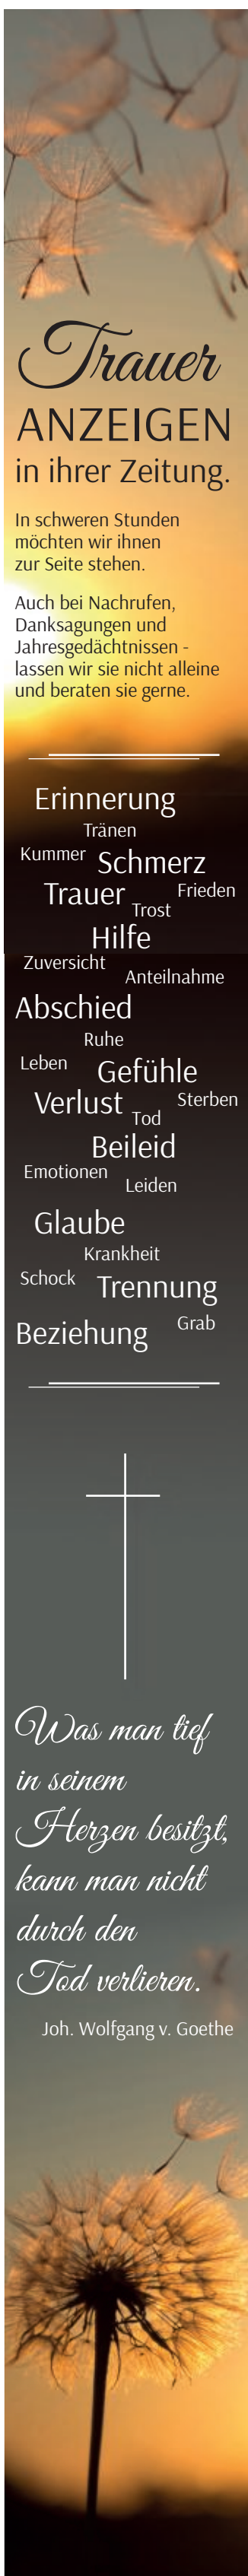 Trauer
ANZEIGEN
in ihrer Zeitung.
In schweren Stunden
möchten wir ihnen
zur Seite stehen.
Auch bei Nachrufen,
Danksagungen und
Jahresgedächtnissen -
lassen wir sie nicht alleine
und beraten sie gerne.
Erinnerung
Tränen
Kummer Schmerz
Trauer Frieden
Trost
Hilfe
Zuversicht
Anteilnahme
Abschied
Ruhe
Leben Gefühle
Verlust Sterben
Tod
Beileid
Emotionen
Leiden
Glaube
Krankheit
Schock Trennung
Beziehung Grab
Was man tief
in seinem
Herzen besitzt,
kann man nicht
durch den
Tod verlieren.
Joh. Wolfgang v. Goethe